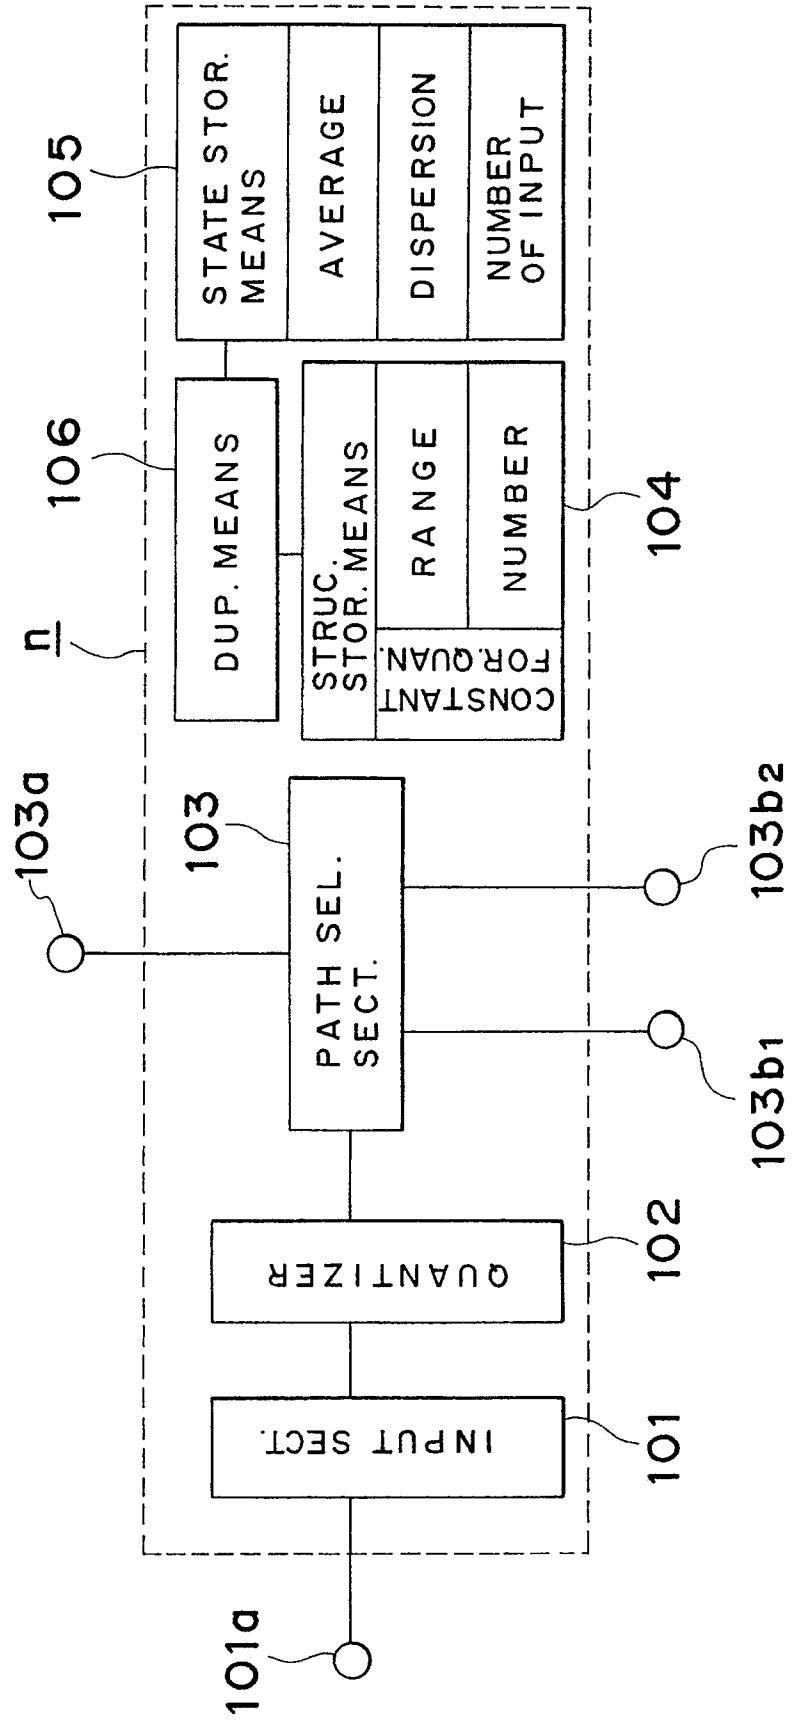 103a
n
106
105
101a
INPUT SECT.
101
QUANTIZER
102
103
PATH SEL.
SECT.
103b1
103b2
DUP. MEANS
STRUC.
STOR. MEANS
CONSTANT
FOR.QUAN.
RANGE
NUMBER
104
STATE STOR.
MEANS
AVERAGE
DISPERSION
NUMBER
OF INPUT